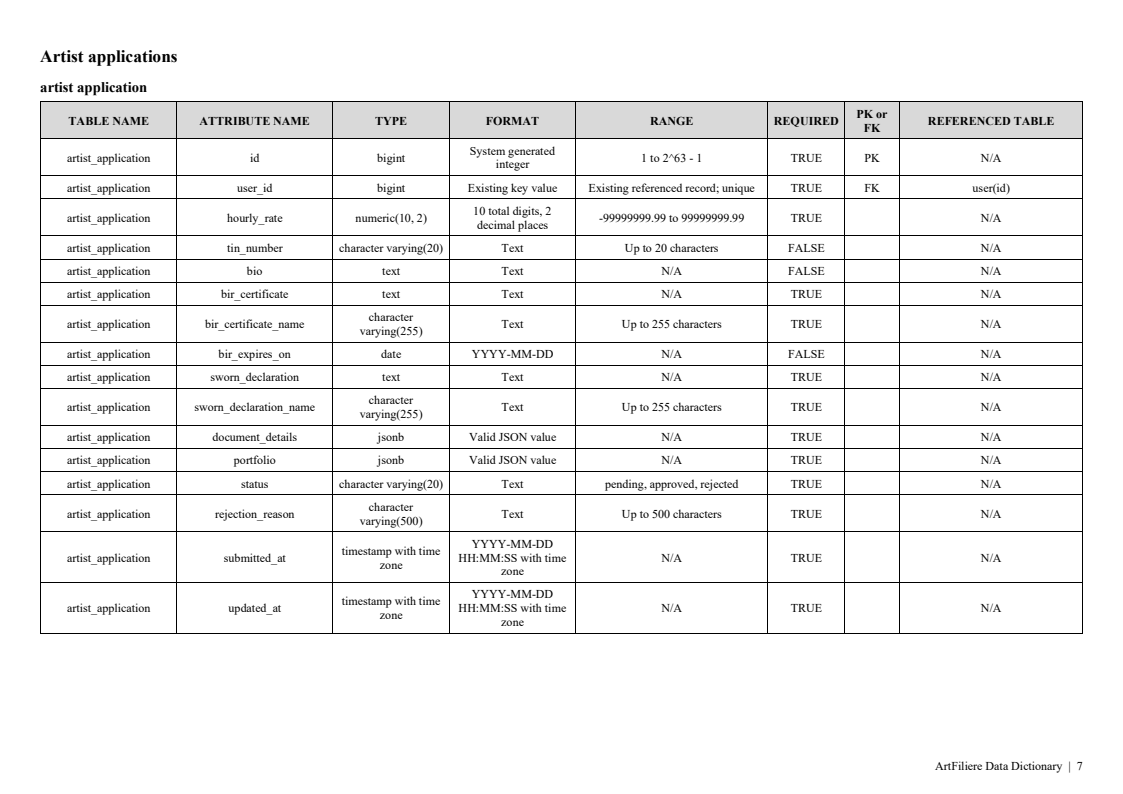 Artist applications
artist application
TABLE NAME ATTRIBUTE NAME TYPE FORMAT RANGE REQUIRED PK or FK REFERENCED TABLE
artist_application id bigint System generated integer 1 to 2^63 - 1 TRUE PK N/A
artist_application user_id bigint Existing key value Existing referenced record; unique TRUE FK user(id)
artist_application hourly_rate numeric(10, 2) 10 total digits, 2 decimal places -99999999.99 to 99999999.99 TRUE N/A
artist_application tin_number character varying(20) Text Up to 20 characters FALSE N/A
artist_application bio text Text N/A FALSE N/A
artist_application bir_certificate text Text N/A TRUE N/A
artist_application bir_certificate_name character varying(255) Text Up to 255 characters TRUE N/A
artist_application bir_expires_on date YYYY-MM-DD N/A FALSE N/A
artist_application sworn_declaration text Text N/A TRUE N/A
artist_application sworn_declaration_name character varying(255) Text Up to 255 characters TRUE N/A
artist_application document_details jsonb Valid JSON value N/A TRUE N/A
artist_application portfolio jsonb Valid JSON value N/A TRUE N/A
artist_application status character varying(20) Text pending, approved, rejected TRUE N/A
artist_application rejection_reason character varying(500) Text Up to 500 characters TRUE N/A
artist_application submitted_at timestamp with time zone YYYY-MM-DD HH:MM:SS with time zone N/A TRUE N/A
artist_application updated_at timestamp with time zone YYYY-MM-DD HH:MM:SS with time zone N/A TRUE N/A
ArtFiliere Data Dictionary | 7